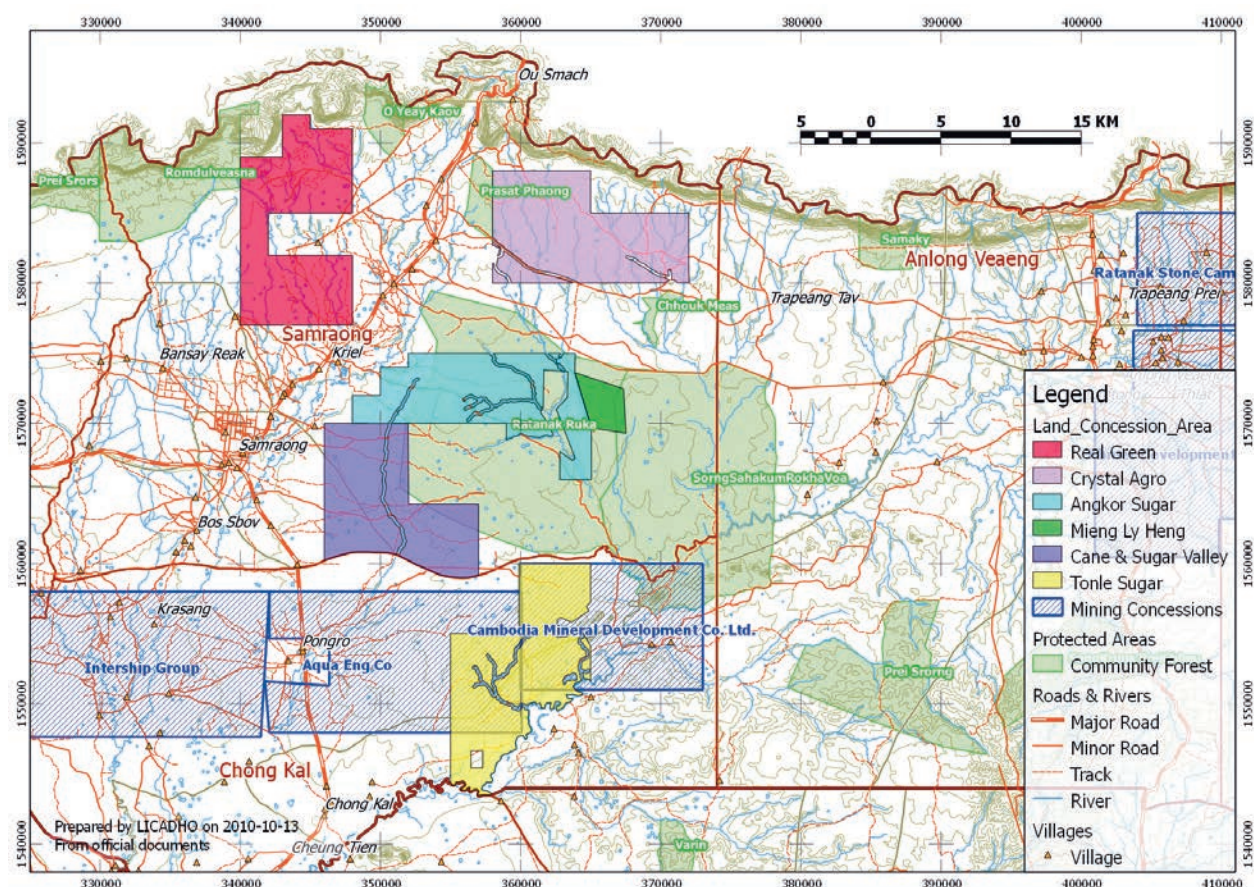 330000 340000 350000 360000 370000 380000 390000 400000 410000
Ou Smach
O Yeay Kaov
5 0 5 10 15 KM
1590000 1590000
Prei Srors
Romdulveasna
Prasat Phaong
Samaky
Anlong Veaeng
Ratanak Stone Cam
1580000 1580000
Trapeang Tav
Trapeang Prei
Chhouk Meas
Samraong
Kriel
Bansay Reak
1570000
Ratanak Ruka
Samraong
SorngSahakumRokhaVoa
Bos Sbov
1560000 1560000
Krasang
Pongro
Cambodia Mineral Development Co. Ltd.
Intership Group
Aqua Eng Co
Prei Srorng
1550000 1550000
Chong Kal
Chong Kal
Prepared by LICADHO on 2010-10-13
From official documents
Cheung Tien
Varin
1540000 1540000
330000 340000 350000 360000 370000 380000 390000 400000 410000
Legend
Land_Concession_Area
Real Green
Crystal Agro
Angkor Sugar
Mieng Ly Heng
Cane & Sugar Valley
Tonle Sugar
Mining Concessions
Protected Areas
Community Forest
Roads & Rivers
Major Road
Minor Road
Track
River
Villages
Village